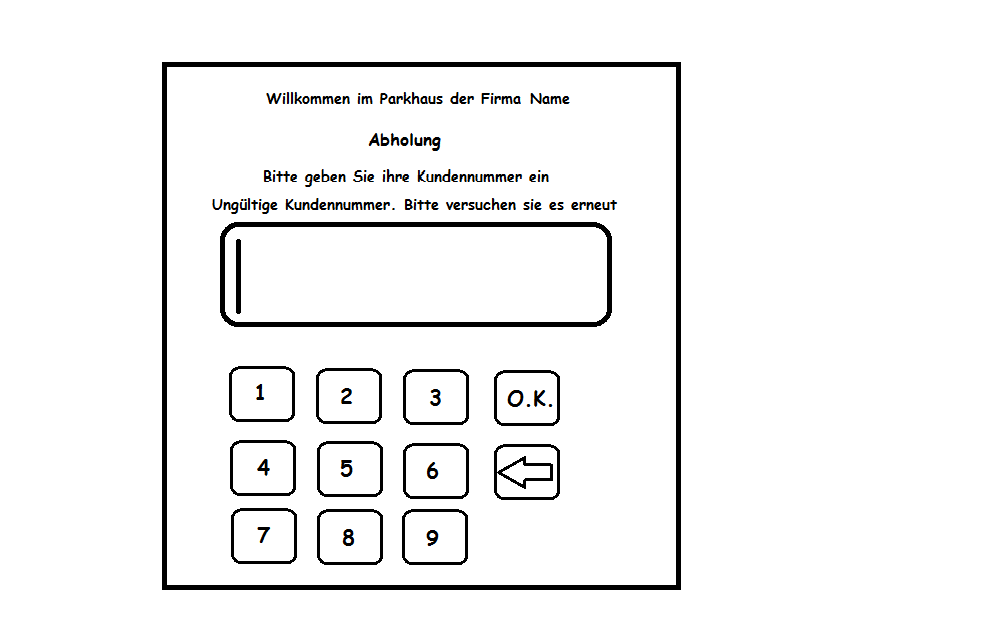 Willkommen im Parkhaus der Firma Name
Abholung
Bitte geben Sie ihre Kundennummer ein
Ungültige Kundennummer. Bitte versuchen sie es erneut
1 2 3 O.K.
4 5 6
7 8 9